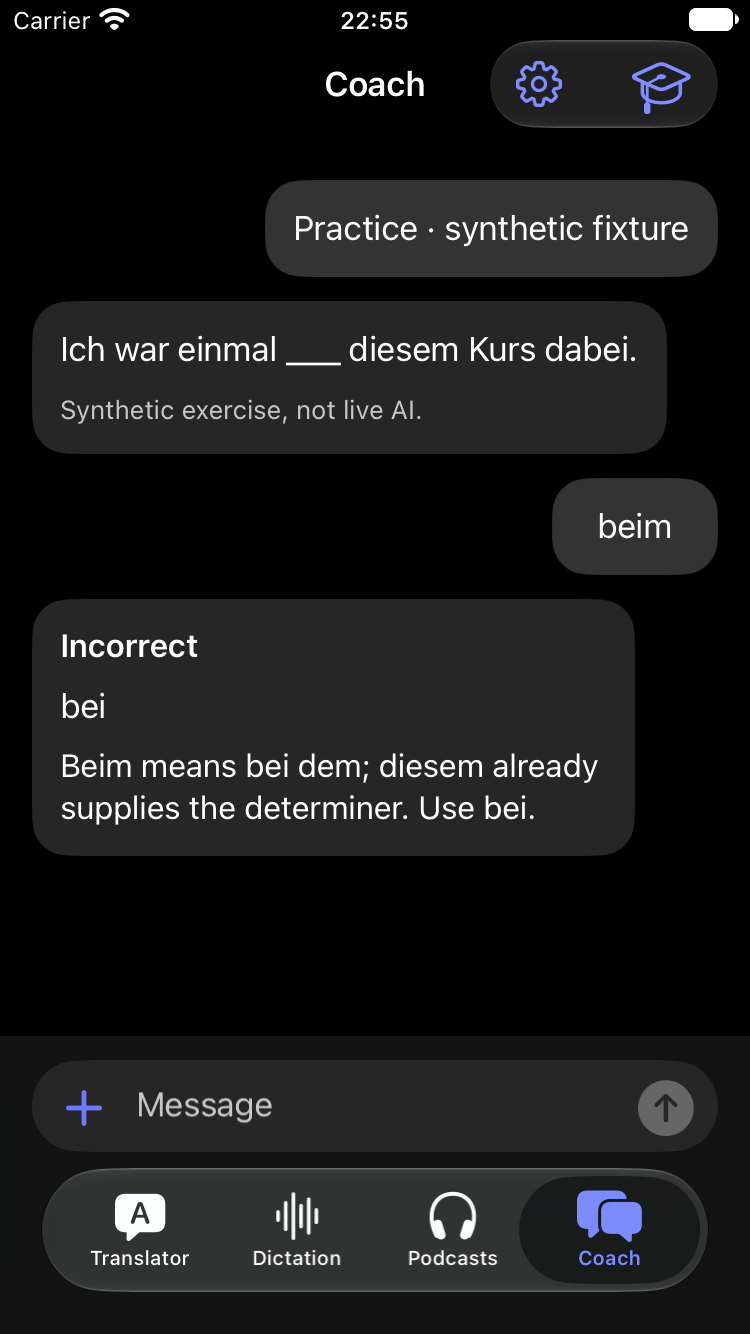 Carrier
22:55
Coach
Practice · synthetic fixture
Ich war einmal ___ diesem Kurs dabei.
Synthetic exercise, not live AI.
beim
Incorrect
bei
Beim means bei dem; diesem already
supplies the determiner. Use bei.
Message
A
Translator
Dictation
Podcasts
Coach